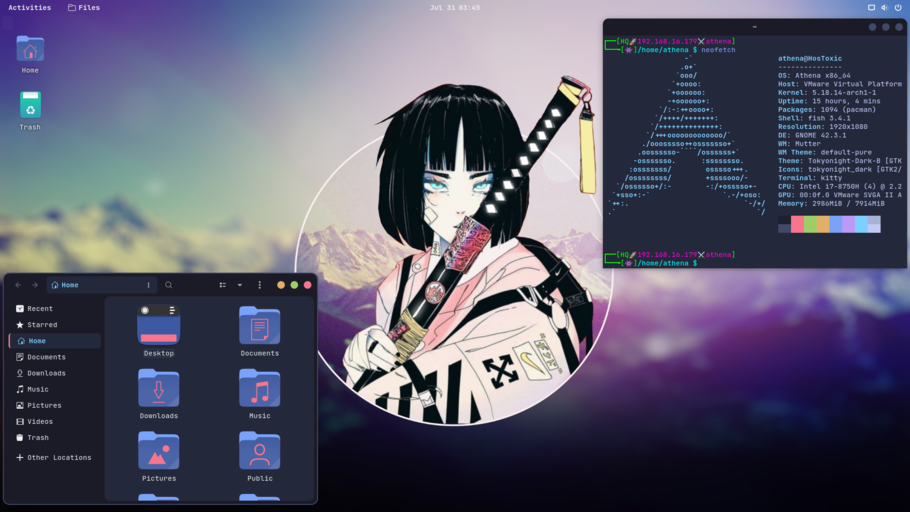 Activities Files Jul 31 03:45
Home
Trash
~
[HQ🚀192.168.16.179⚔️athena]
[👾]/home/athena $ neofetch
athena@HosToxic
---------------
OS: Athena x86_64
Host: VMware Virtual Platform
Kernel: 5.18.14-arch1-1
Uptime: 15 hours, 4 mins
Packages: 1094 (pacman)
Shell: fish 3.4.1
Resolution: 1920x1080
DE: GNOME 42.3.1
WM: Mutter
WM Theme: default-pure
Theme: Tokyonight-Dark-B [GTK
Icons: tokyonight_dark [GTK2/
Terminal: kitty
CPU: Intel i7-8750H (4) @ 2.2
GPU: 00:0f.0 VMware SVGA II A
Memory: 2986MiB / 7914MiB
[HQ🚀192.168.16.179⚔️athena]
[👾]/home/athena $
Home
Recent
Starred
Home
Documents
Downloads
Music
Pictures
Videos
Trash
+ Other Locations
Desktop
Documents
Downloads
Music
Pictures
Public